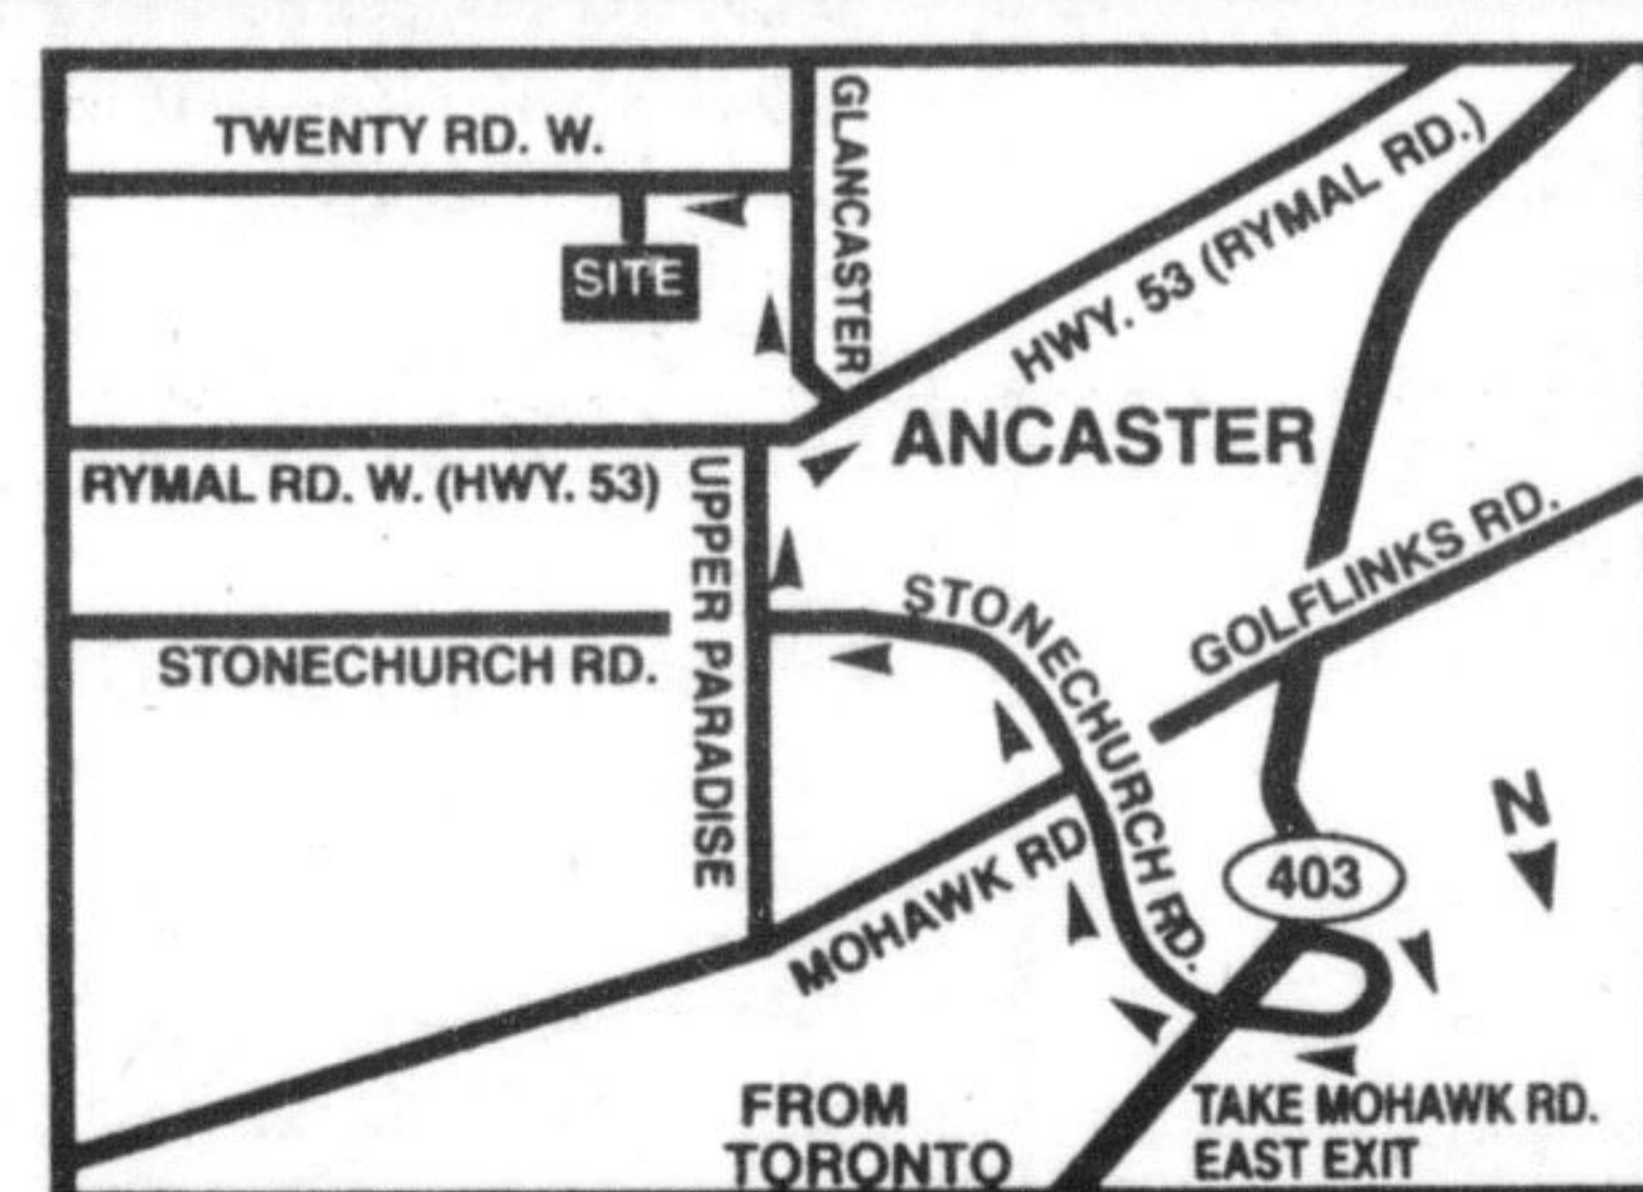 TWENTY RD. W.
GLANCASTER
HWY. 53 (RYMAL RD.)
SITE
ANCASTER
RYMAL RD. W. (HWY. 53)
UPPER PARADISE
STONECHURCH RD.
GOLFLINKS RD.
STONECHURCH RD.
MOHAWK RD
N
403
FROM
TORONTO
TAKE MOHAWK RD.
EAST EXIT